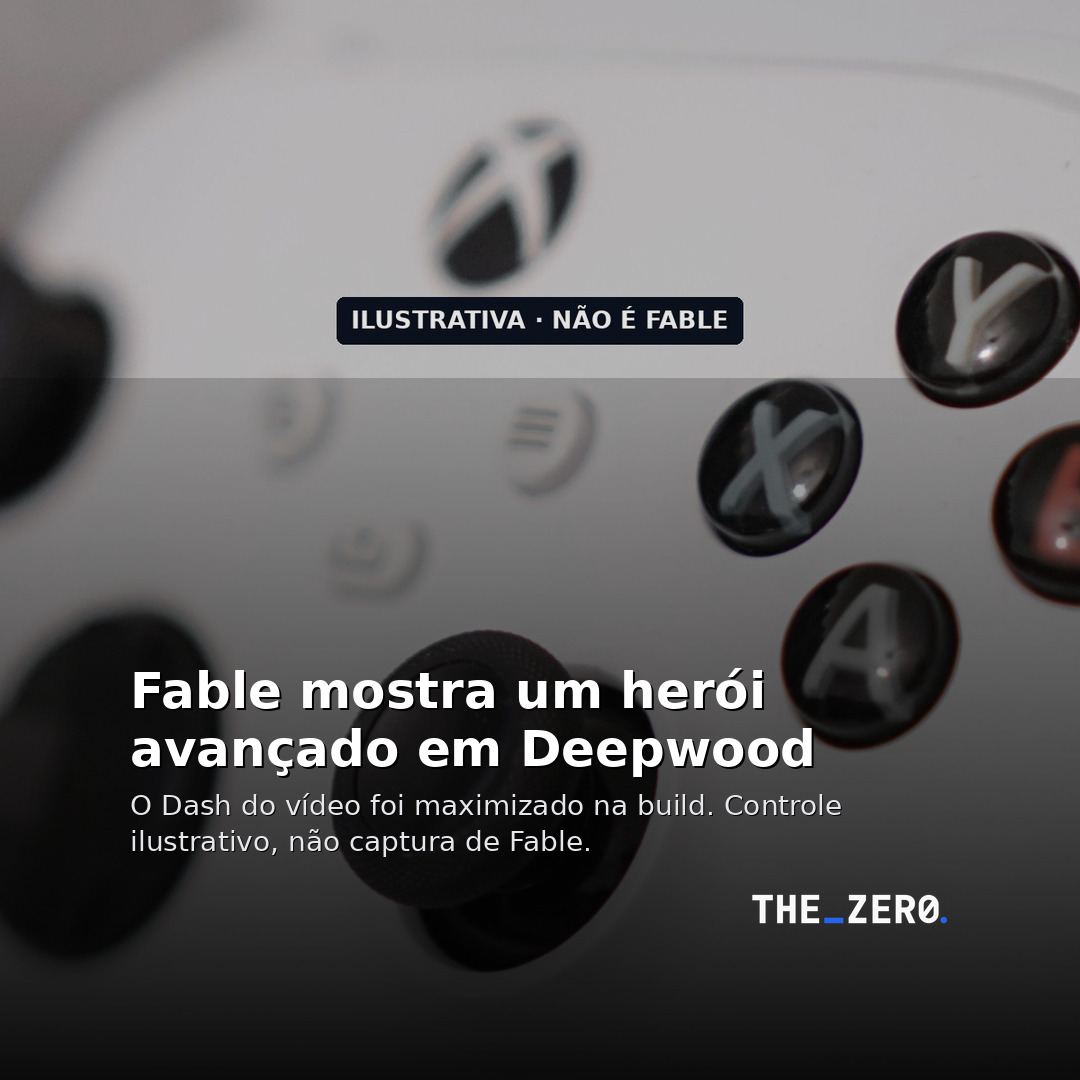 ILUSTRATIVA · NÃO É FABLE
Y
X
B
A
Fable mostra um herói
avançado em Deepwood
O Dash do vídeo foi maximizado na build. Controle
ilustrativo, não captura de Fable.
THE_ZERO.